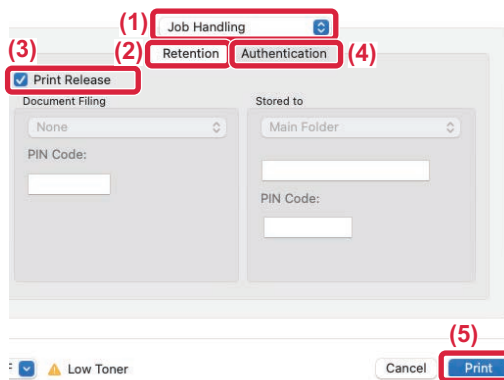 (1) Job Handling
(2) Retention Authentication (4)
(3)
Print Release
Document Filing Stored to
None Main Folder
PIN Code:
PIN Code:
(5)
F Low Toner Cancel Print